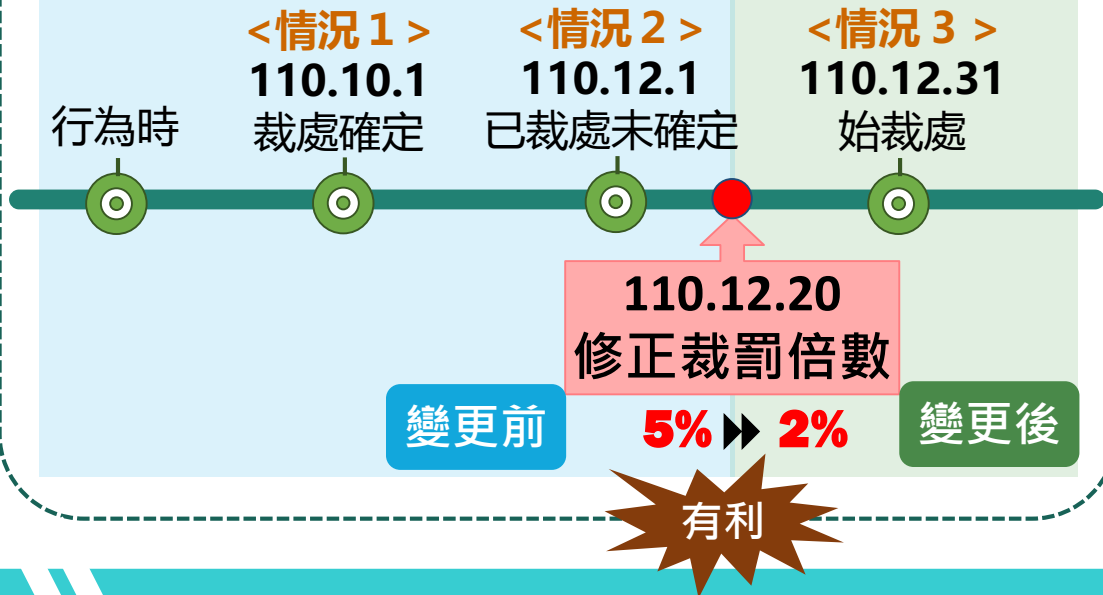 <情況 1 >
110.10.1
裁處確定
<情況 2 >
110.12.1
已裁處未確定
<情況 3 >
110.12.31
始裁處
行為時
110.12.20
修正裁罰倍數
變更前
5% 2%
變更後
有利